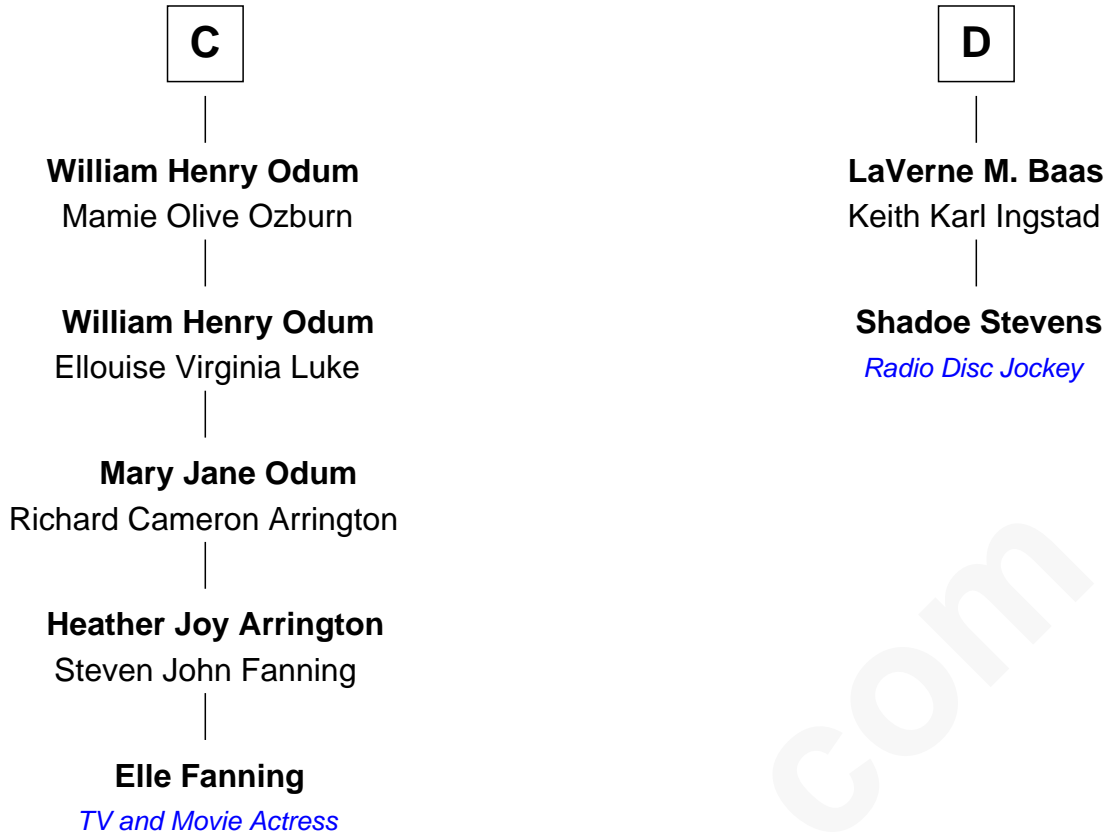 C
William Henry Odum
Mamie Olive Ozburn
William Henry Odum
Ellouise Virginia Luke
Mary Jane Odum
Richard Cameron Arrington
Heather Joy Arrington
Steven John Fanning
Elle Fanning
TV and Movie Actress
D
LaVerne M. Baas
Keith Karl Ingstad
Shadoe Stevens
Radio Disc Jockey
com